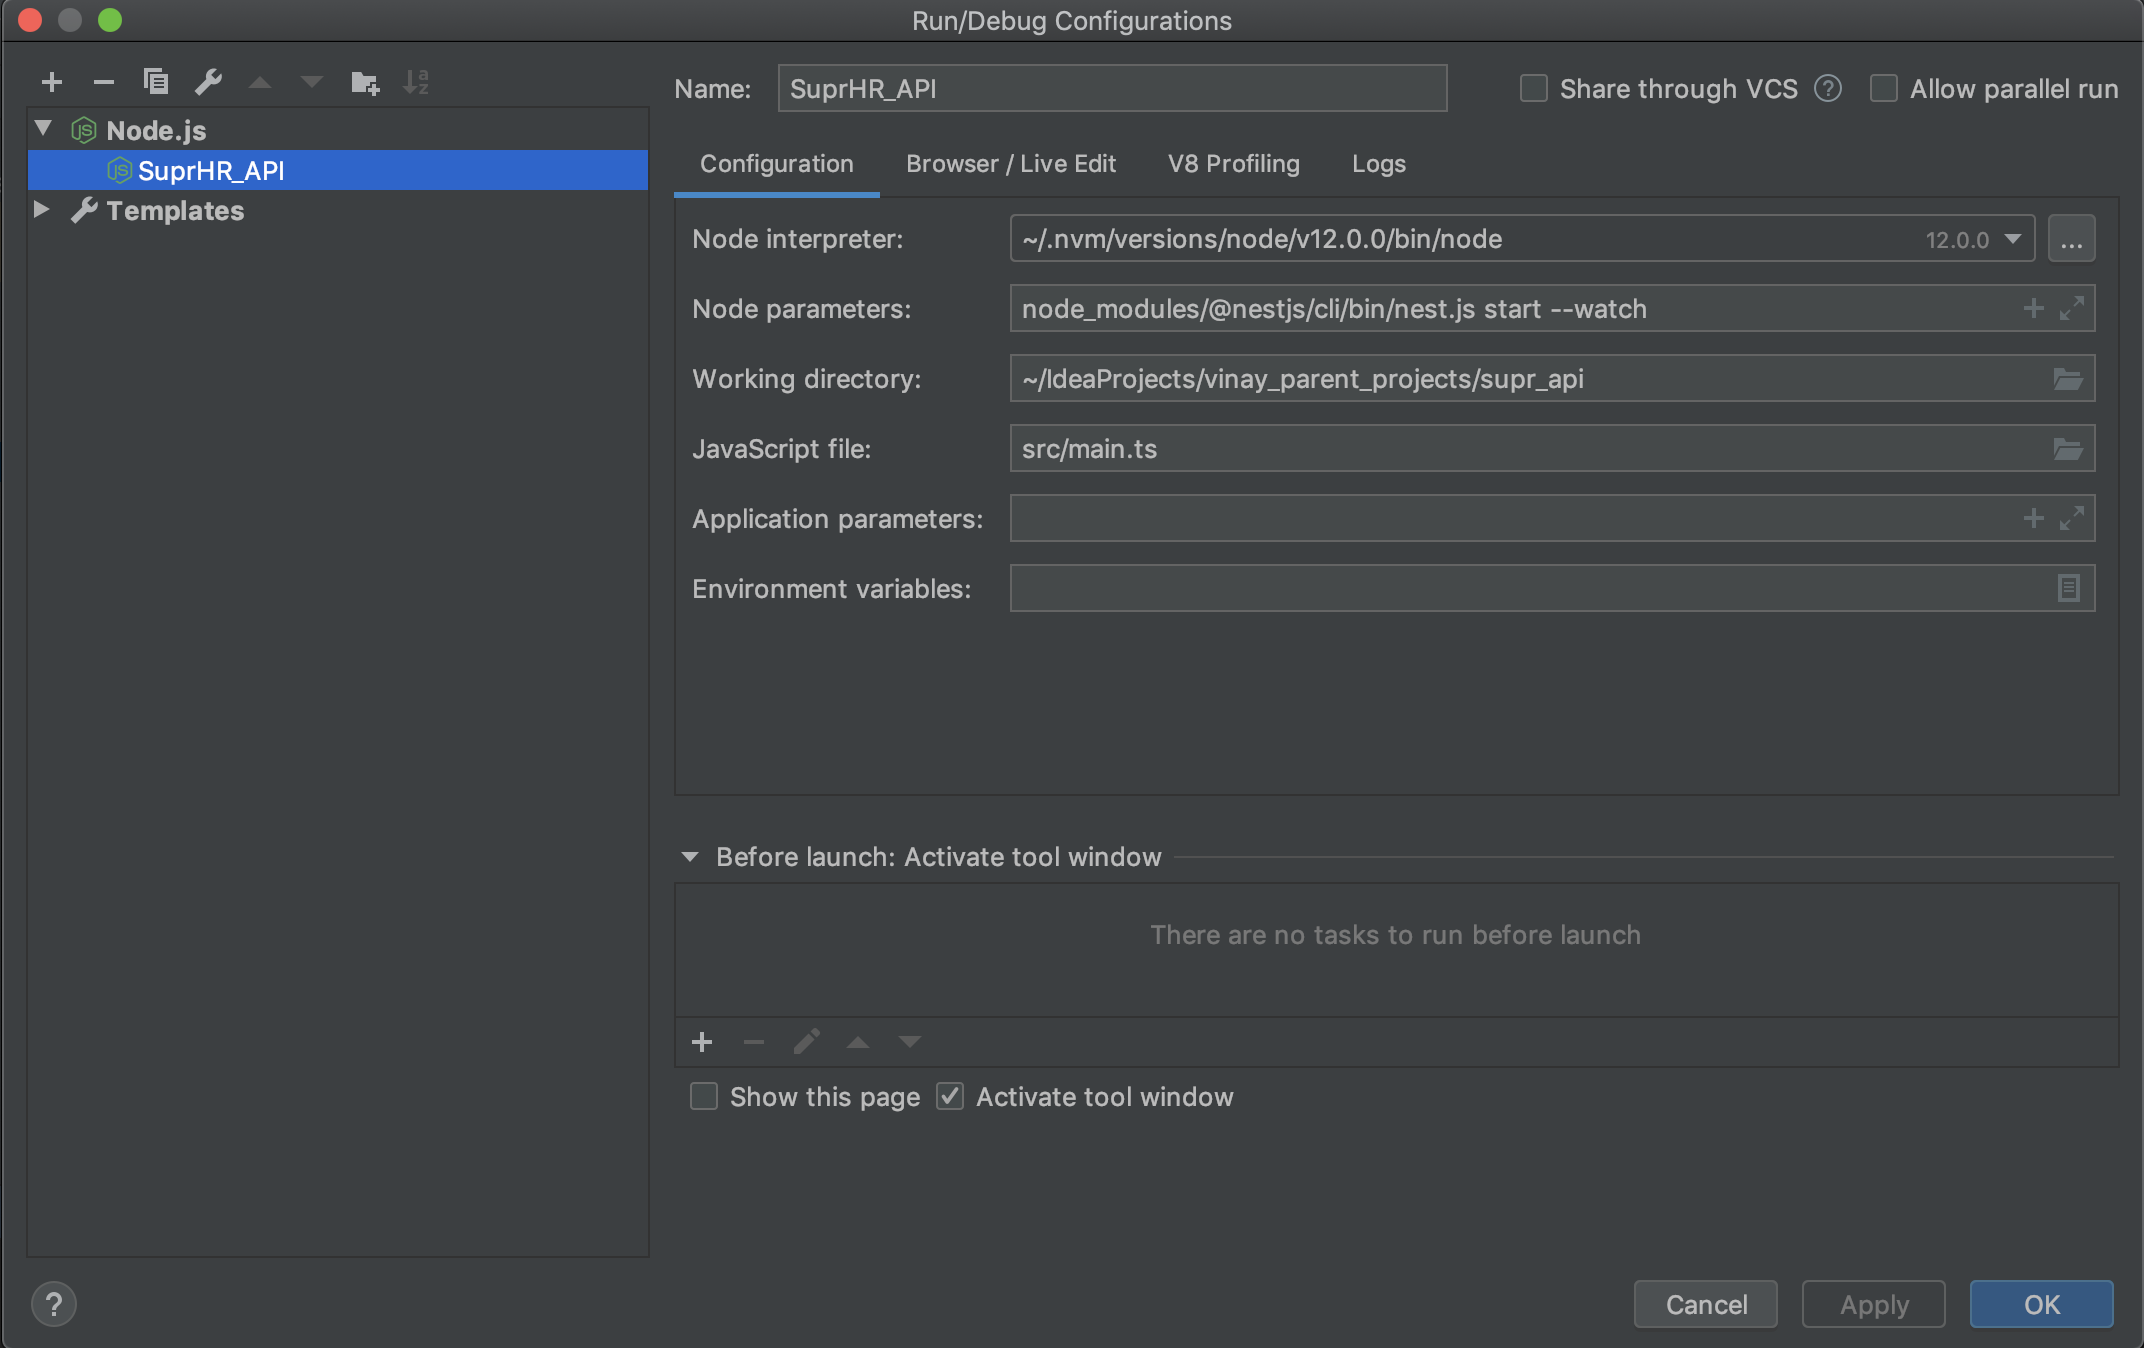 Run/Debug Configurations
Name: SuprHR_API Share through VCS ? Allow parallel run
Node.js
SuprHR_API
Templates
Configuration Browser / Live Edit V8 Profiling Logs
Node interpreter: ~/.nvm/versions/node/v12.0.0/bin/node 12.0.0 ...
Node parameters: node_modules/@nestjs/cli/bin/nest.js start --watch
Working directory: ~/IdeaProjects/vinay_parent_projects/supr_api
JavaScript file: src/main.ts
Application parameters:
Environment variables:
Before launch: Activate tool window
There are no tasks to run before launch
Show this page Activate tool window
? Cancel Apply OK